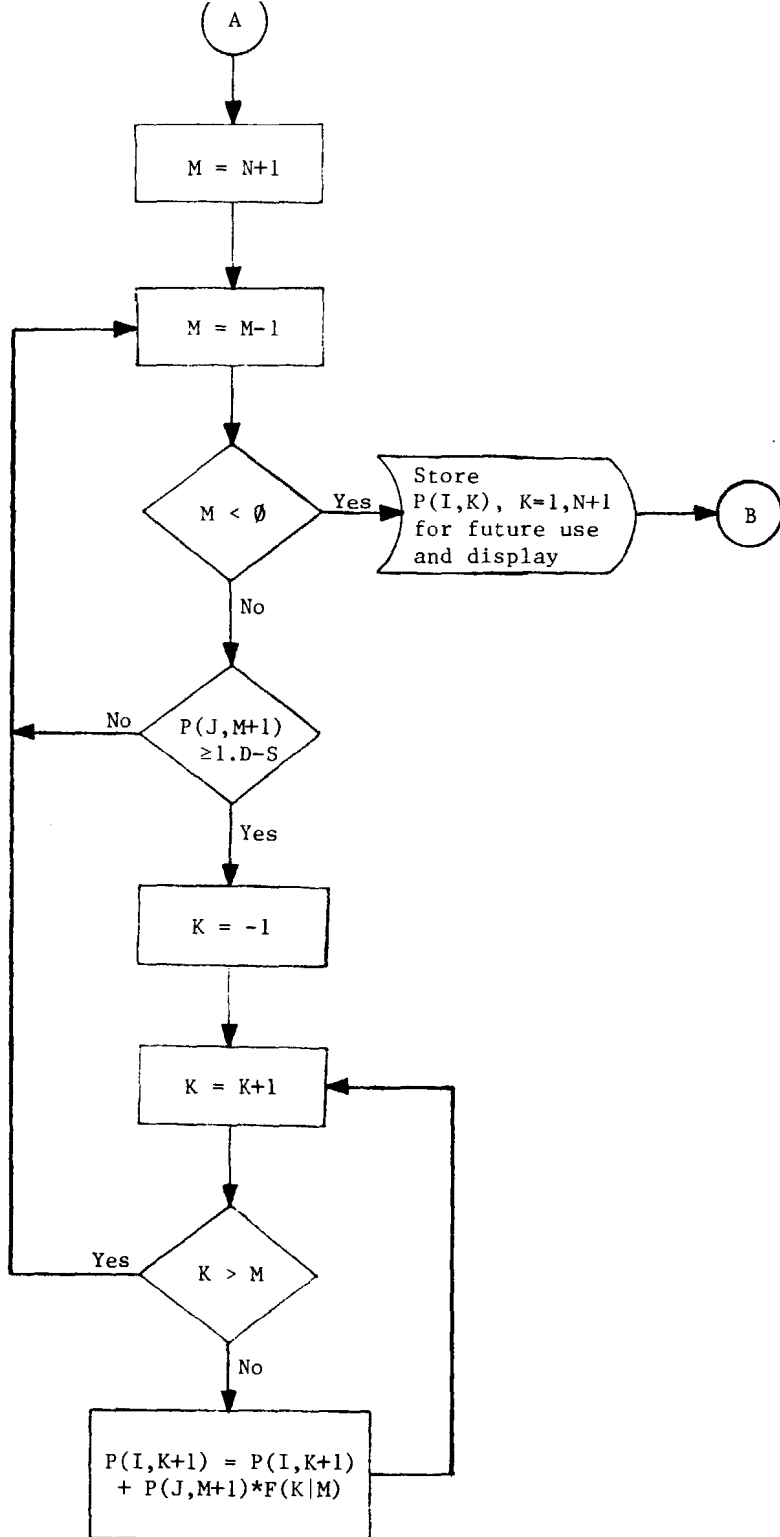 A
M = N+1
M = M-1
M < Ø
Yes
Store
P(I,K), K=1,N+1
for future use
and display
B
No
No
P(J,M+1)
≥1.D-S
Yes
K = -1
K = K+1
Yes
K > M
No
P(I,K+1) = P(I,K+1)
+ P(J,M+1)*F(K|M)